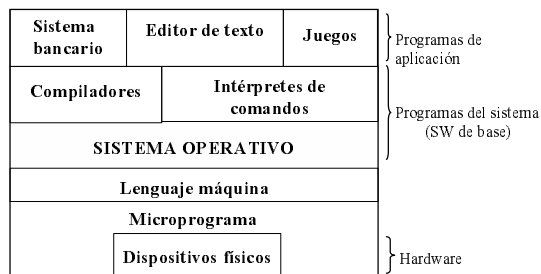 Sistema
bancario
Editor de texto
Juegos
Programas de
aplicación
Compiladores
Intérpretes de
comandos
Programas del sistema
(SW de base)
SISTEMA OPERATIVO
Lenguaje máquina
Microprograma
Dispositivos físicos
Hardware